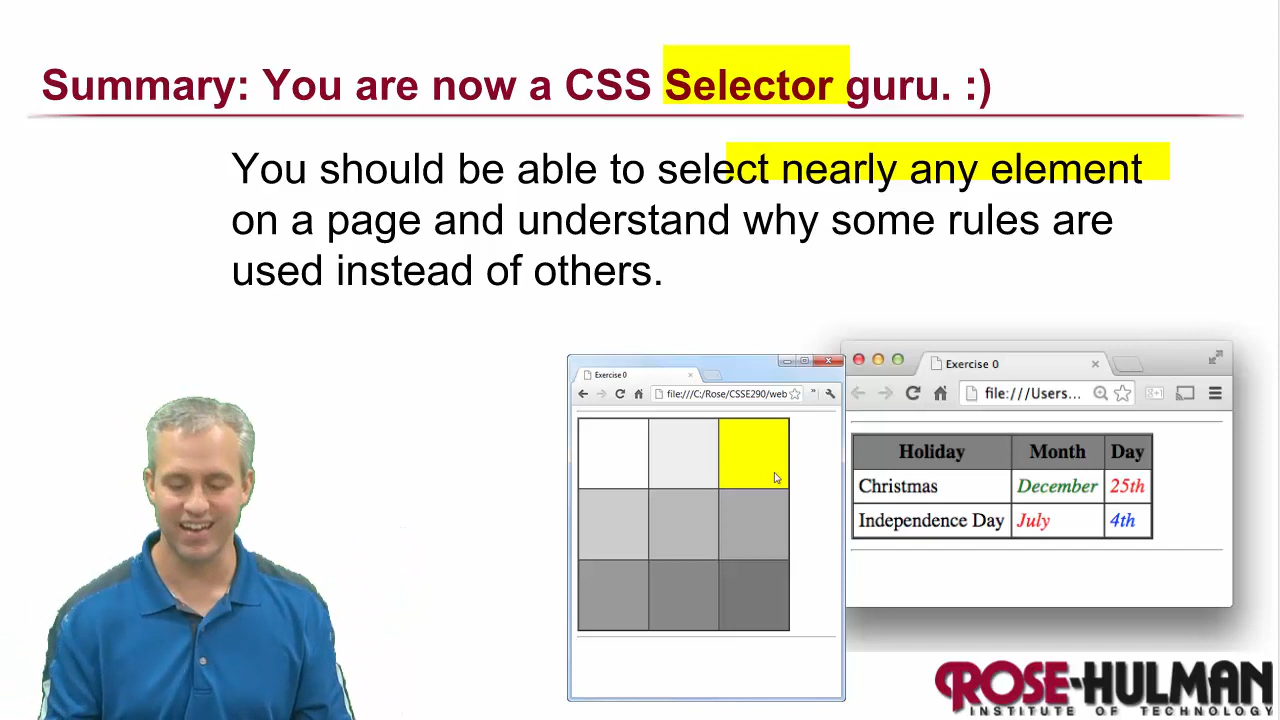 Summary: You are now a CSS Selector guru. :)
You should be able to select nearly any element
on a page and understand why some rules are
used instead of others.
Exercise 0
file:///C:/Rose/CSSE290/web
Exercise 0
file:///Users...
Holiday Month Day
Christmas December 25th
Independence Day July 4th
ROSE-HULMAN
INSTITUTE OF TECHNOLOGY